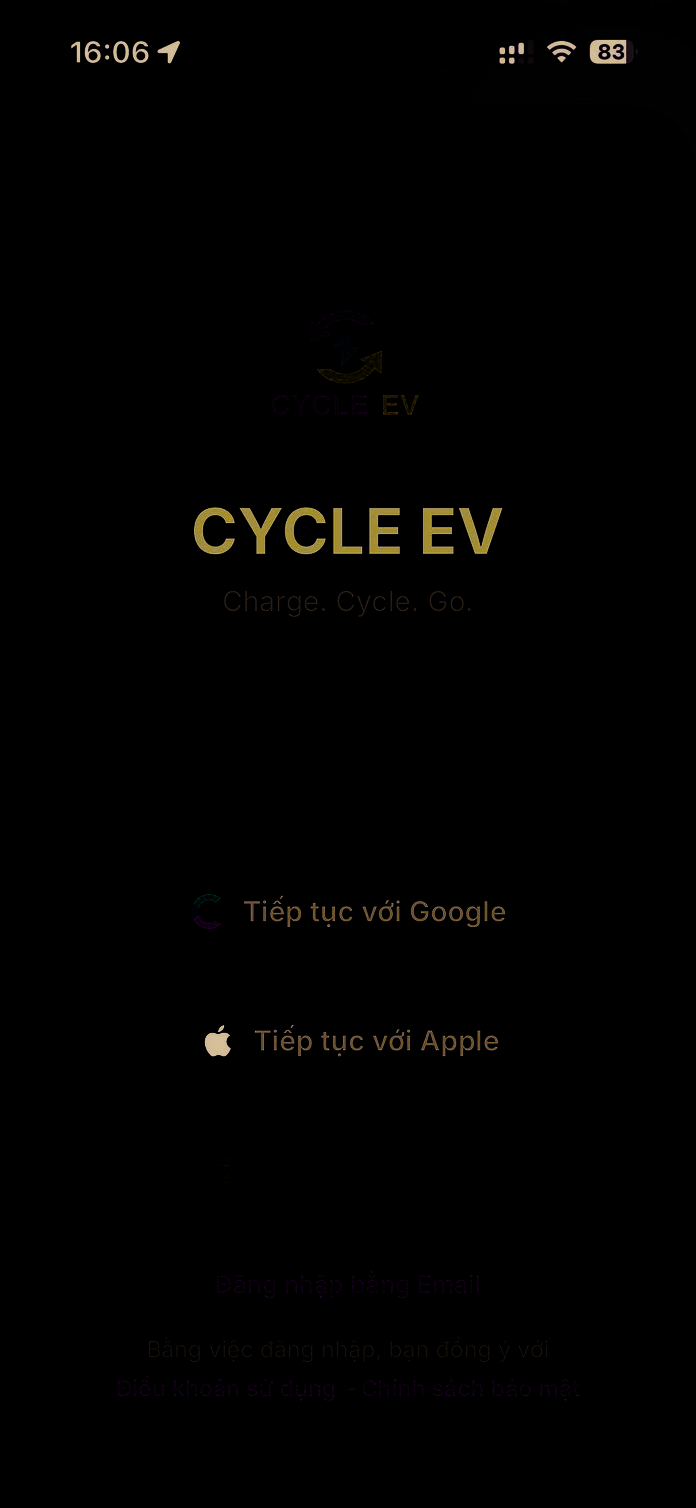 16:06
83
CYCLE EV
CYCLE EV
Charge. Cycle. Go.
Tiếp tục với Google
Tiếp tục với Apple
Đăng nhập bằng Email
Bằng việc đăng nhập, bạn đồng ý với
Điều khoản sử dụng - Chính sách bảo mật